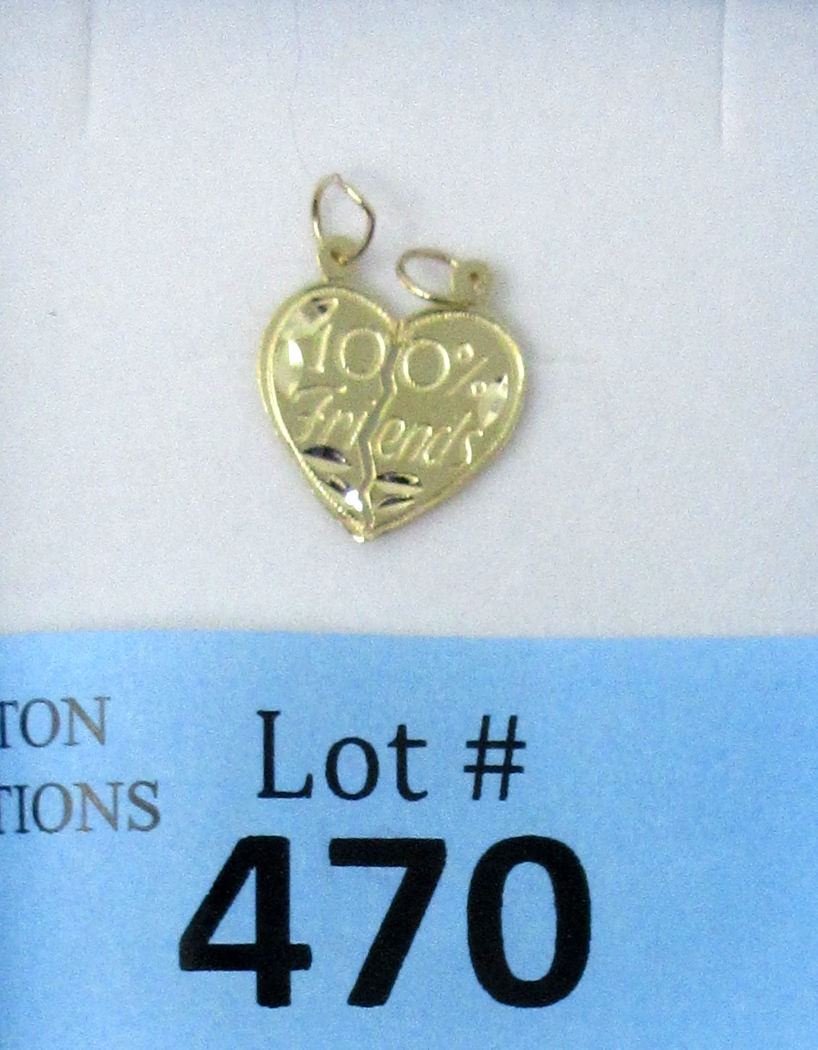 100%
Friends
TON
TIONS
Lot #
470